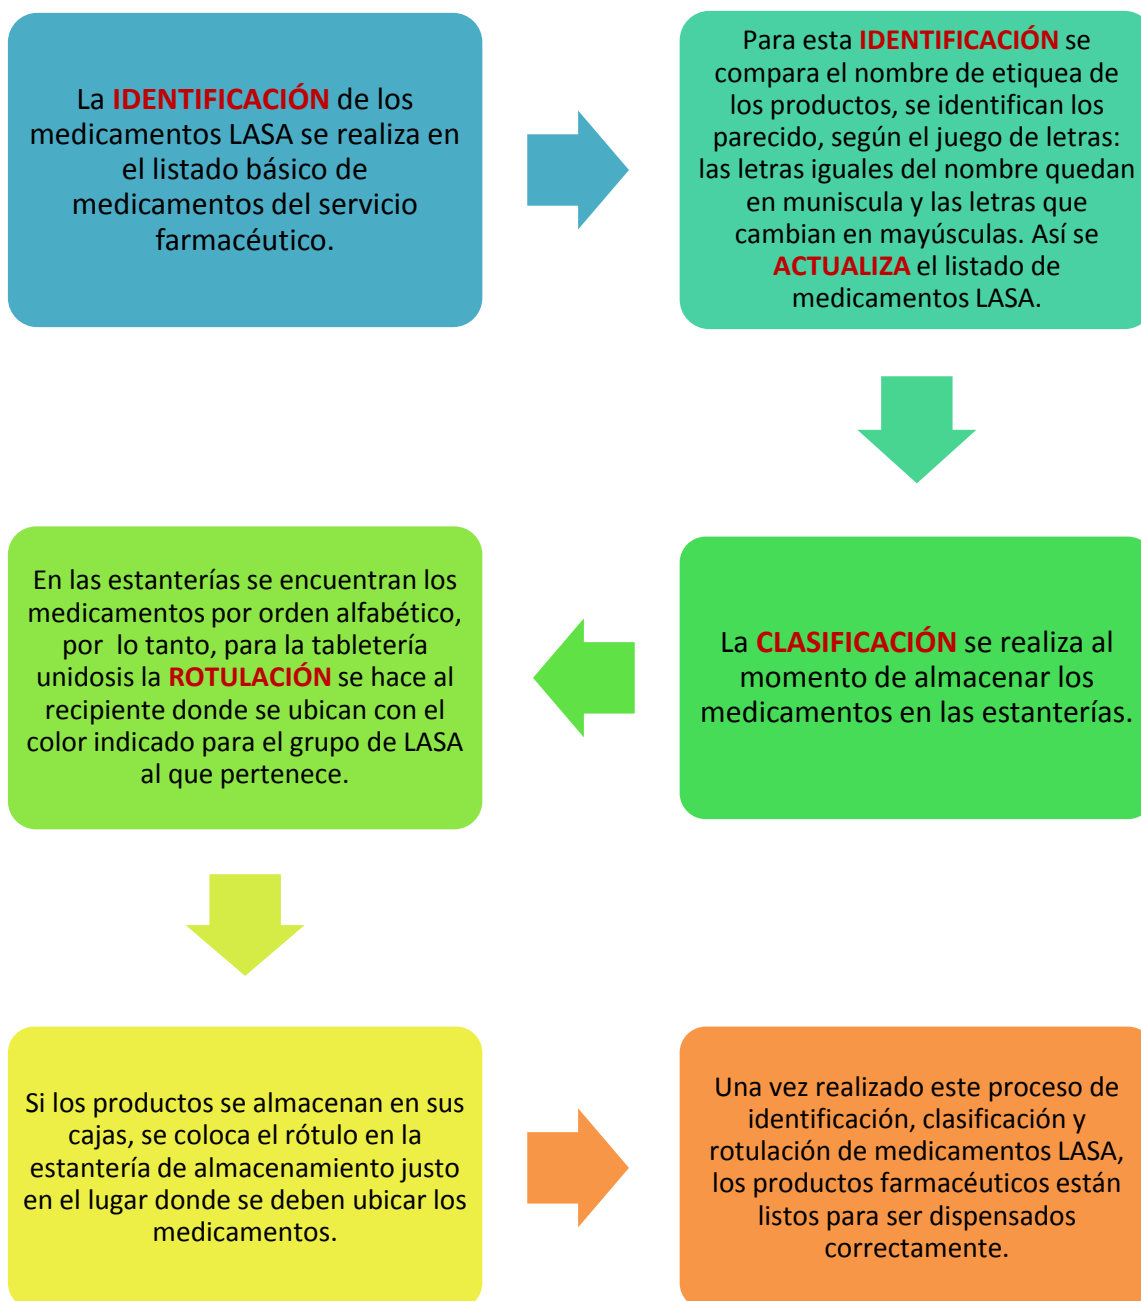 La IDENTIFICACIÓN de los
medicamentos LASA se realiza en
el listado básico de
medicamentos del servicio
farmacéutico.
Para esta IDENTIFICACIÓN se
compara el nombre de etiquea de
los productos, se identifican los
parecido, según el juego de letras:
las letras iguales del nombre quedan
en muniscula y las letras que
cambian en mayúsculas. Así se
ACTUALIZA el listado de
medicamentos LASA.
La CLASIFICACIÓN se realiza al
momento de almacenar los
medicamentos en las estanterías.
En las estanterías se encuentran los
medicamentos por orden alfabético,
por lo tanto, para la tabletería
unidosis la ROTULACIÓN se hace al
recipiente donde se ubican con el
color indicado para el grupo de LASA
al que pertenece.
Si los productos se almacenan en sus
cajas, se coloca el rótulo en la
estantería de almacenamiento justo
en el lugar donde se deben ubicar los
medicamentos.
Una vez realizado este proceso de
identificación, clasificación y
rotulación de medicamentos LASA,
los productos farmacéuticos están
listos para ser dispensados
correctamente.